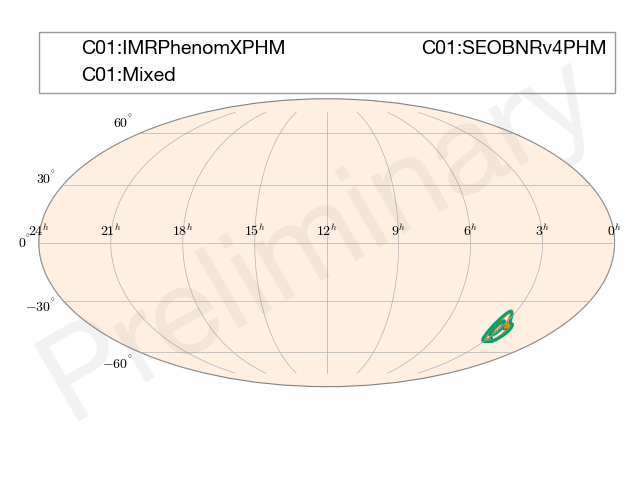 C01:IMRPhenomXPHM C01:SEOBNRv4PHM
C01:Mixed
60°
30°
0° 24h 21h 18h 15h 12h 9h 6h 3h 0h
−30°
−60°
Preliminary